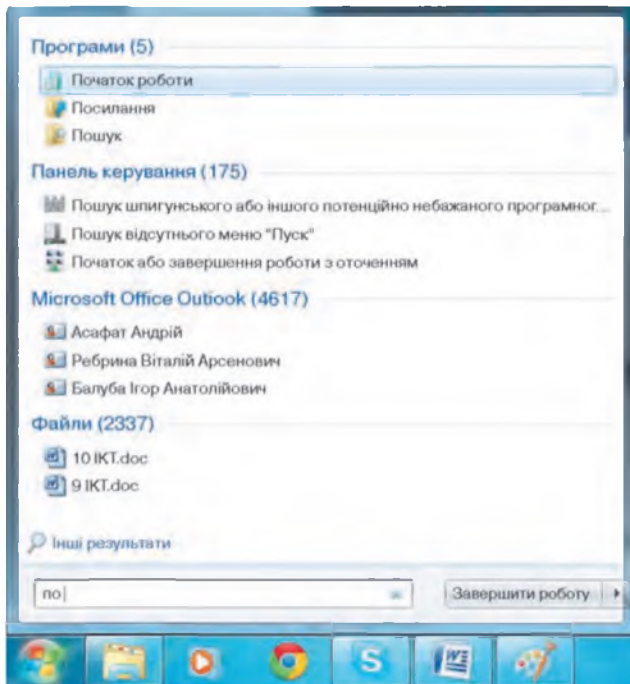 Програми (5)
Початок роботи
Посилання
Пошук
Панель керування (175)
Пошук шпигунського або іншого потенційно небажаного програмног...
Пошук відсутнього меню "Пуск"
Початок або завершення роботи з оточенням
Microsoft Office Outlook (4617)
Асафат Андрій
Ребрина Віталій Арсенович
Балуба Ігор Анатолійович
Файли (2337)
10 ІКТ.doc
9 ІКТ.doc
Інші результати
по
Завершити роботу